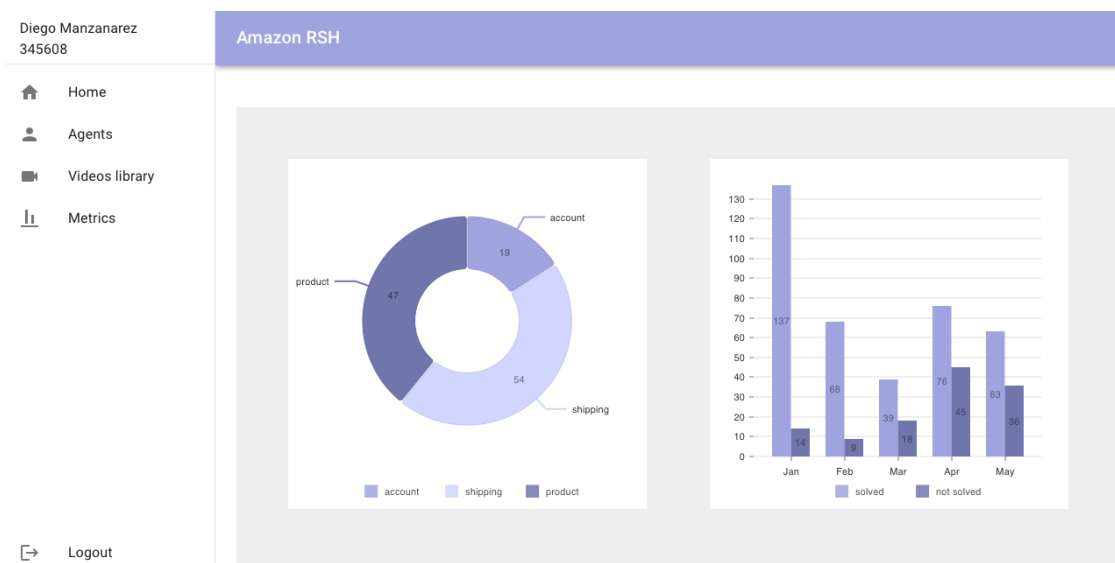 Diego Manzanarez
345608
Amazon RSH
Home
Agents
Videos library
Metrics
Logout
account
19
product
47
54
shipping
account shipping product
130
120
110
100
90
80
70
60
50
40
30
20
10
0
137
14
68
9
39
18
76
45
63
36
Jan Feb Mar Apr May
solved not solved